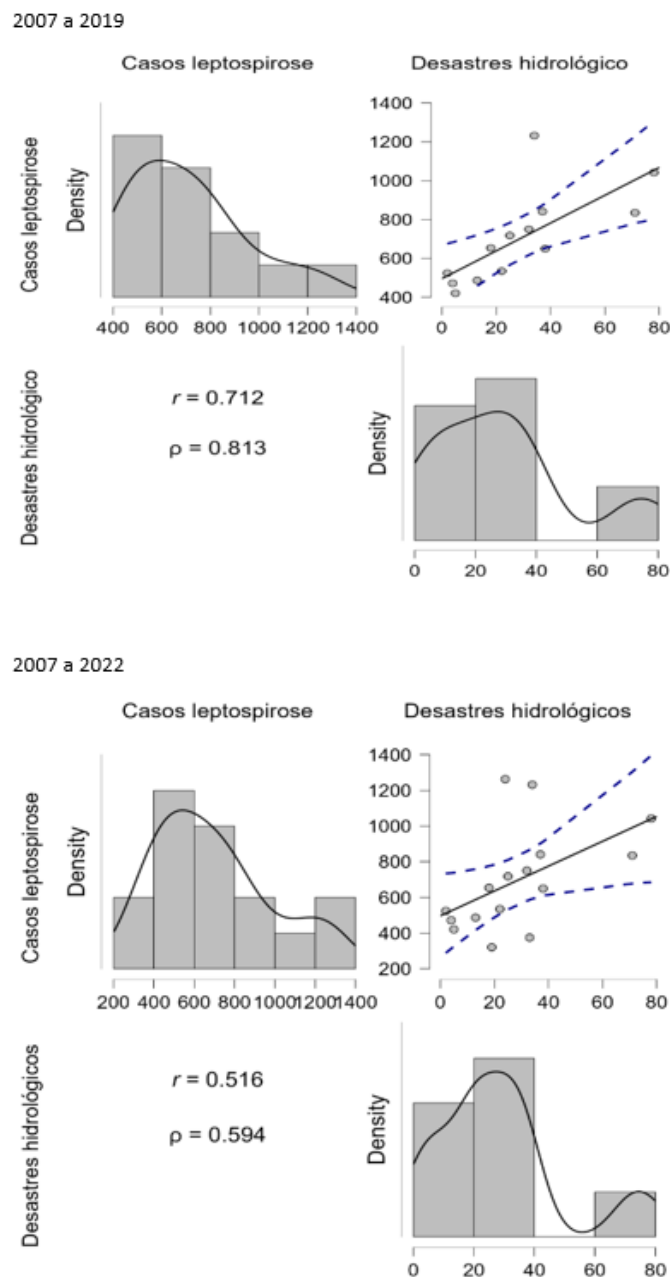 2007 a 2019
Casos leptospirose Desastres hidrológico
Casos leptospirose
Density
400 600 800 1000 1200 1400
1400
1200
1000
800
600
400
0 20 40 60 80
Desastres hidrológico
r = 0.712
ρ = 0.813
Density
0 20 40 60 80
2007 a 2022
Casos leptospirose Desastres hidrológicos
Casos leptospirose
Density
200 400 600 800 1000 1200 1400
1400
1200
1000
800
600
400
200
0 20 40 60 80
Desastres hidrológicos
r = 0.516
ρ = 0.594
Density
0 20 40 60 80